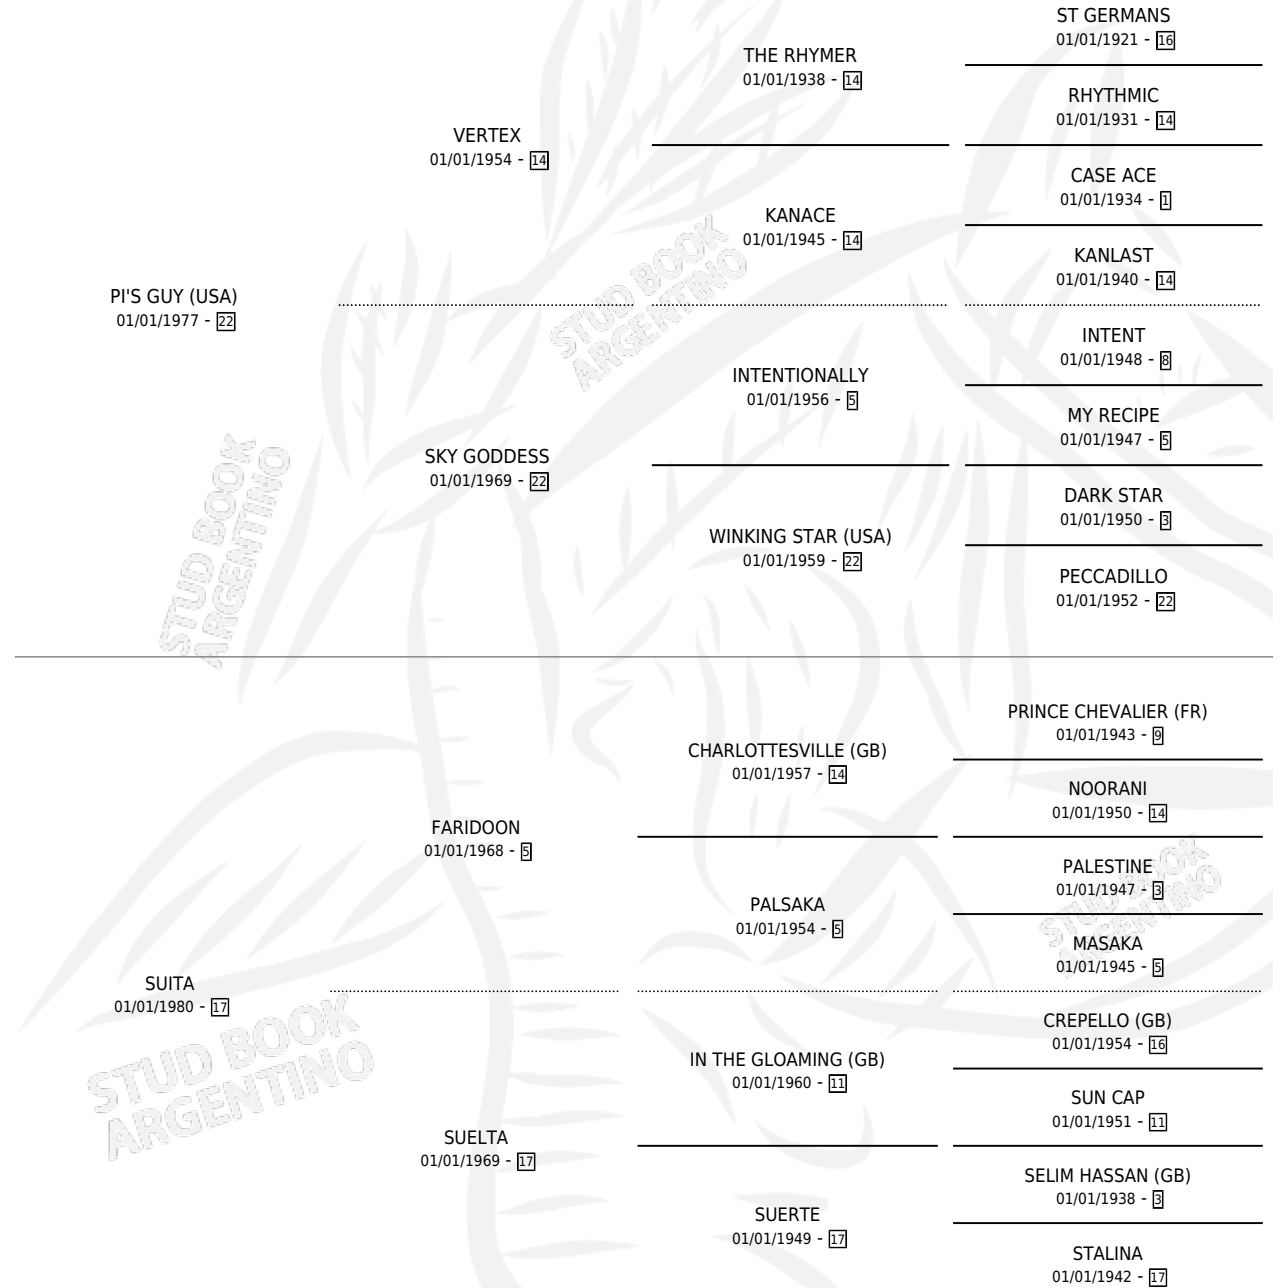 ST GERMANS
01/01/1921 - 16
THE RHYMER
01/01/1938 - 14
RHYTHMIC
01/01/1931 - 14
VERTEX
01/01/1954 - 14
CASE ACE
01/01/1934 - 1
KANACE
01/01/1945 - 14
KANLAST
01/01/1940 - 14
PI'S GUY (USA)
01/01/1977 - 22
INTENT
01/01/1948 - 8
INTENTIONALLY
01/01/1956 - 5
MY RECIPE
01/01/1947 - 5
SKY GODDESS
01/01/1969 - 22
DARK STAR
01/01/1950 - 3
WINKING STAR (USA)
01/01/1959 - 22
PECCADILLO
01/01/1952 - 22
STUD BOOK
ARGENTINO
STUD BOOK
ARGENTINO
PRINCE CHEVALIER (FR)
01/01/1943 - 9
CHARLOTTESVILLE (GB)
01/01/1957 - 14
NOORANI
01/01/1950 - 14
FARIDOON
01/01/1968 - 5
PALESTINE
01/01/1947 - 3
PALSAKA
01/01/1954 - 5
MASAKA
01/01/1945 - 5
STUD BOOK
ARGENTINO
SUITA
01/01/1980 - 17
CREPELLO (GB)
01/01/1954 - 16
IN THE GLOAMING (GB)
01/01/1960 - 11
SUN CAP
01/01/1951 - 11
STUD BOOK
ARGENTINO
SUELTA
01/01/1969 - 17
SELIM HASSAN (GB)
01/01/1938 - 3
SUERTE
01/01/1949 - 17
STALINA
01/01/1942 - 17